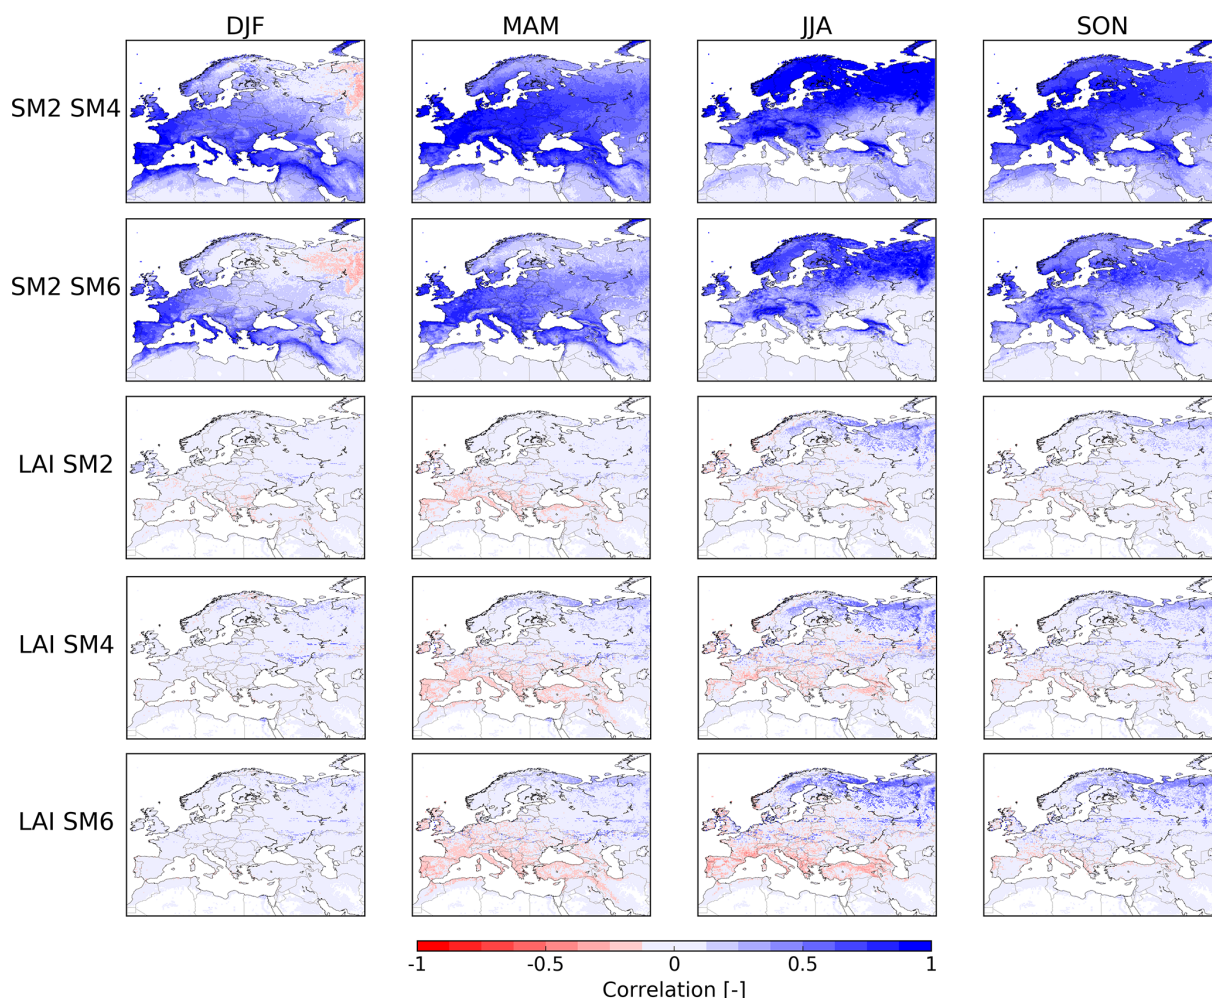 DJF MAM JJA SON
SM2 SM4
SM2 SM6
LAI SM2
LAI SM4
LAI SM6
-1 -0.5 0 0.5 1
Correlation [-]